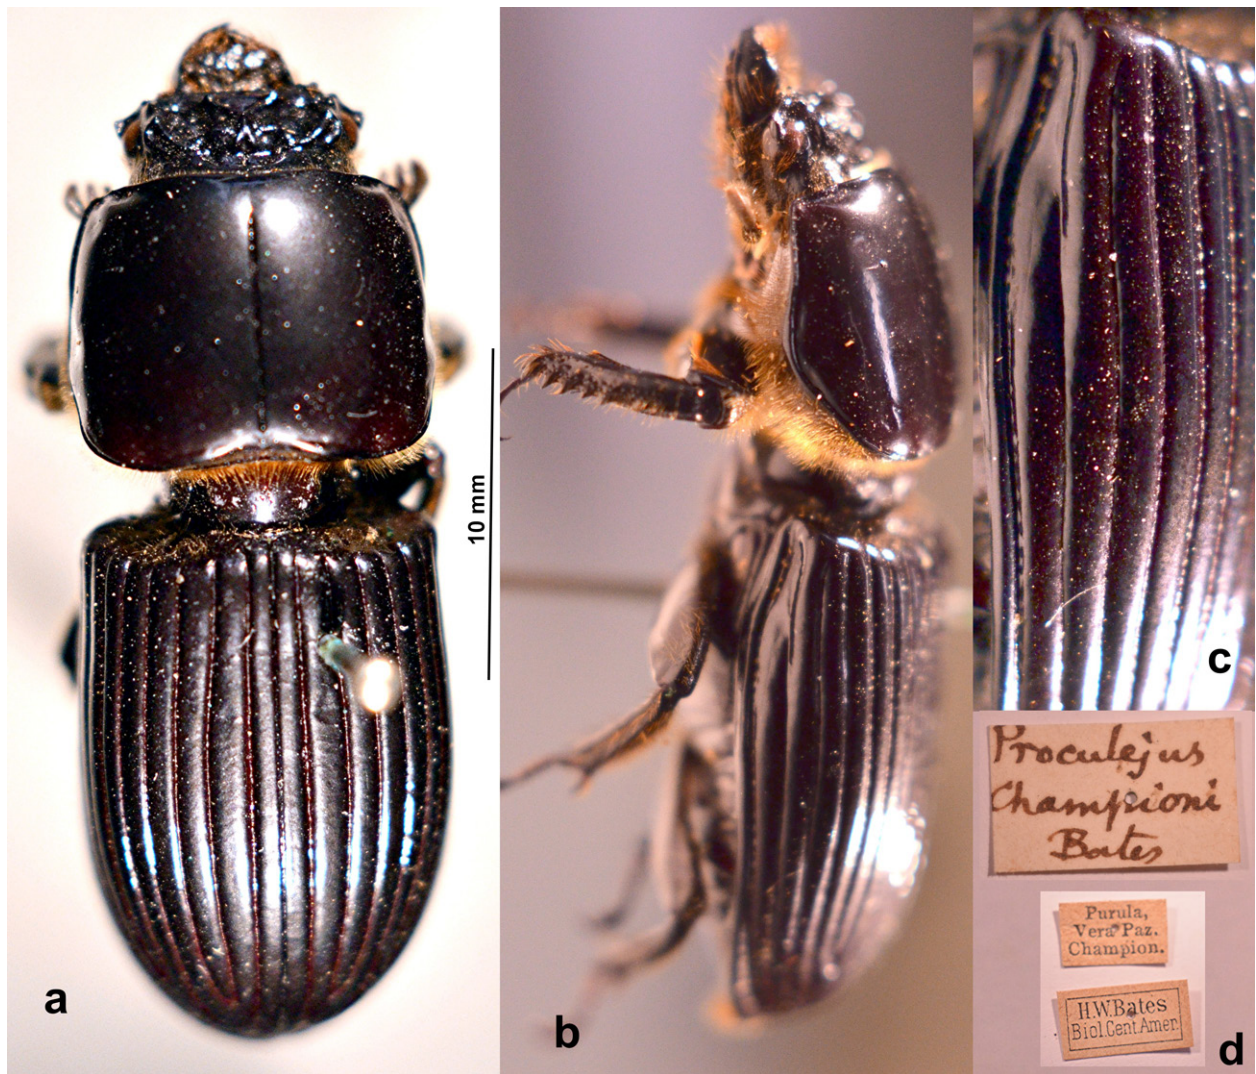 a
10 mm
b
c
Proculejus
Championi
Bates
Purula,
Vera Paz.
Champion.
H.W.Bates
Biol.Cent.Amer.
d